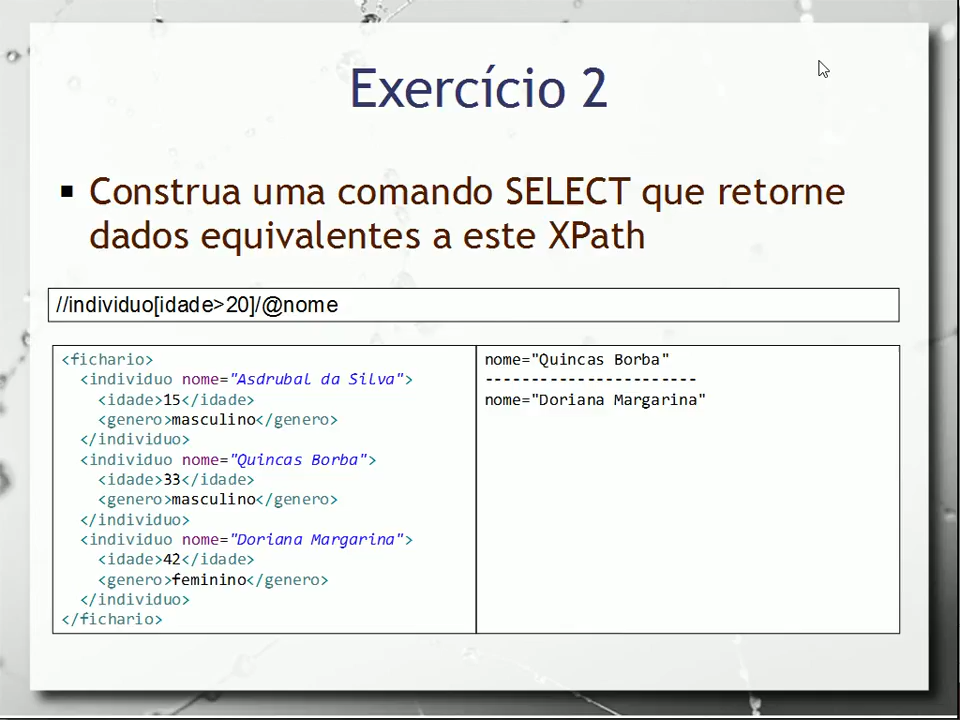 Exercício 2
▪ Construa uma comando SELECT que retorne
dados equivalentes a este XPath
//individuo[idade>20]/@nome
<fichario>
<individuo nome="Asdrubal da Silva">
<idade>15</idade>
<genero>masculino</genero>
</individuo>
<individuo nome="Quincas Borba">
<idade>33</idade>
<genero>masculino</genero>
</individuo>
<individuo nome="Doriana Margarina">
<idade>42</idade>
<genero>feminino</genero>
</individuo>
</fichario>
nome="Quincas Borba"
-----------------------
nome="Doriana Margarina"